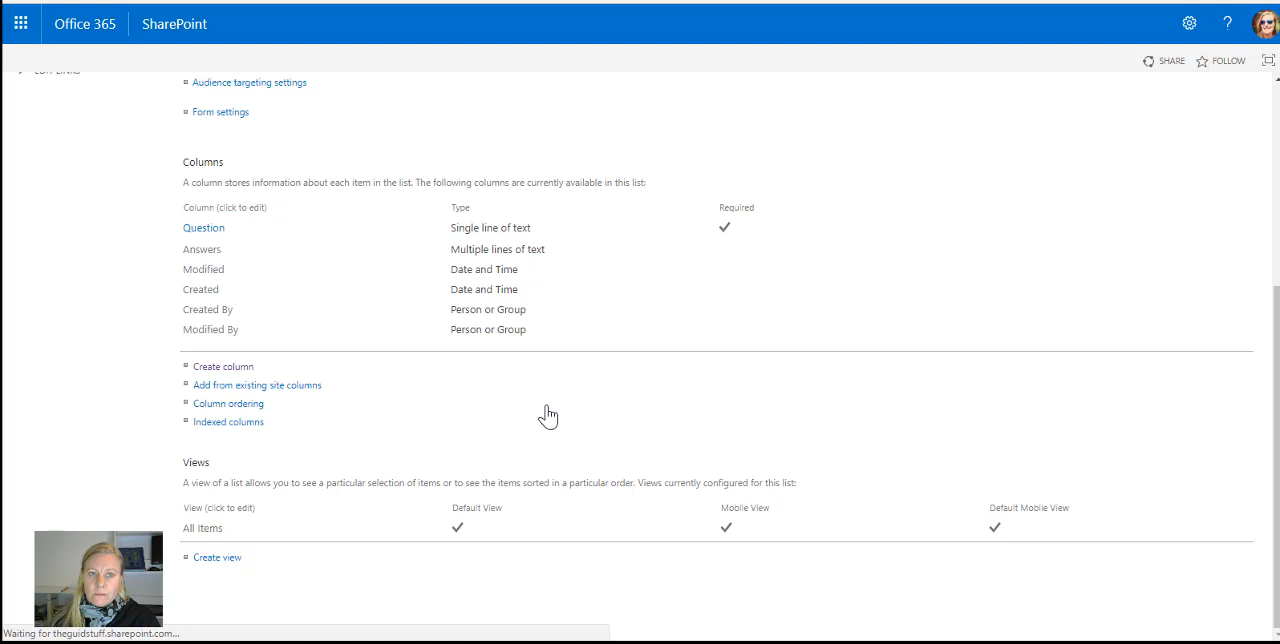 Office 365 SharePoint ?
SHARE FOLLOW
EDIT LINKS
Audience targeting settings
Form settings
Columns
A column stores information about each item in the list. The following columns are currently available in this list:
Column (click to edit) Type Required
Question Single line of text
Answers Multiple lines of text
Modified Date and Time
Created Date and Time
Created By Person or Group
Modified By Person or Group
Create column
Add from existing site columns
Column ordering
Indexed columns
Views
A view of a list allows you to see a particular selection of items or to see the items sorted in a particular order. Views currently configured for this list:
View (click to edit) Default View Mobile View Default Mobile View
All Items
Create view
Waiting for theguidstuff.sharepoint.com...